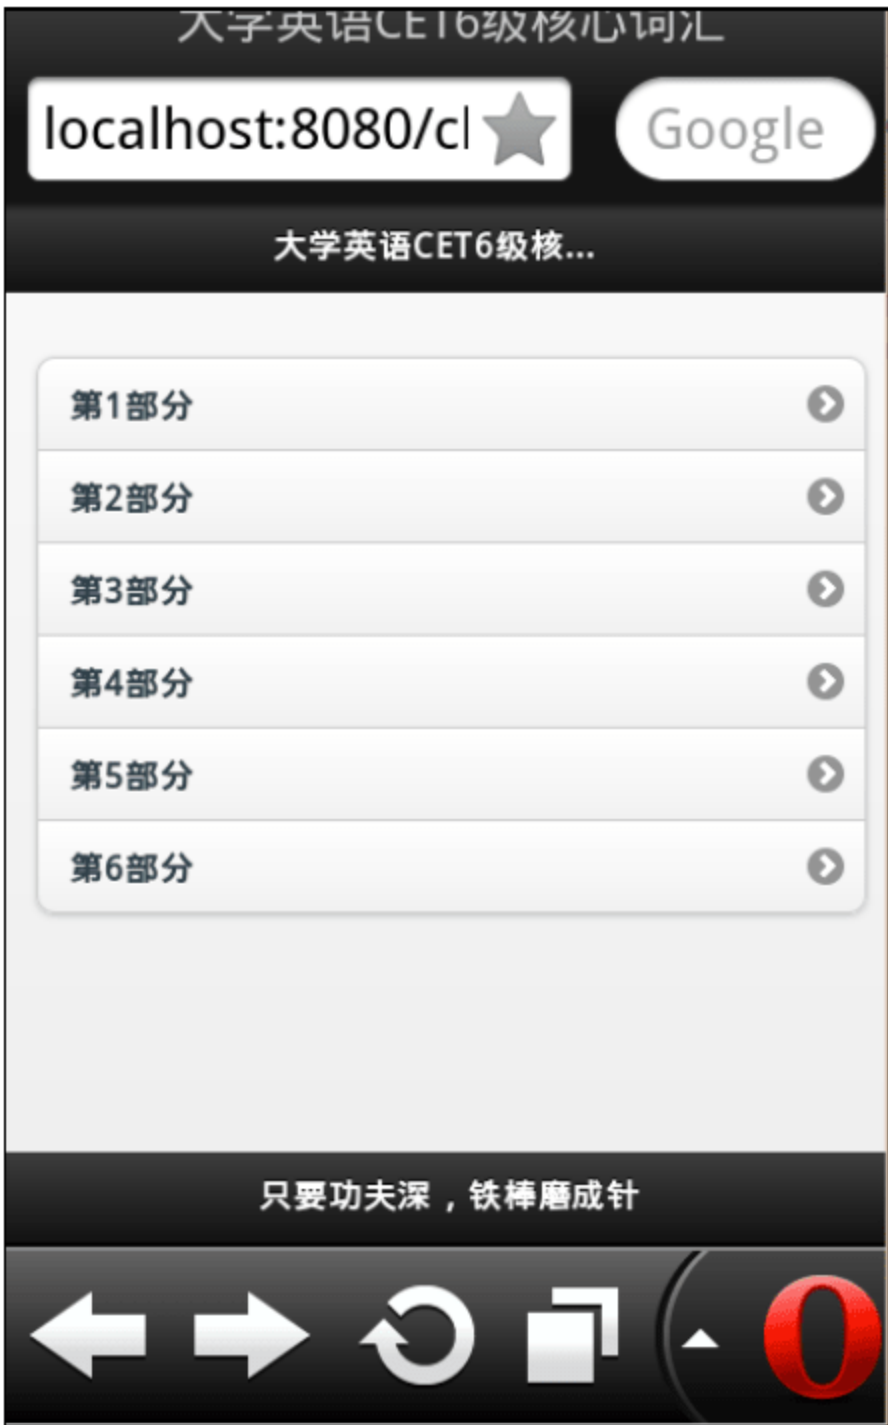 大学英语CET6级核心词汇
localhost:8080/cl
Google
大学英语CET6级核...
第1部分
第2部分
第3部分
第4部分
第5部分
第6部分
只要功夫深，铁棒磨成针